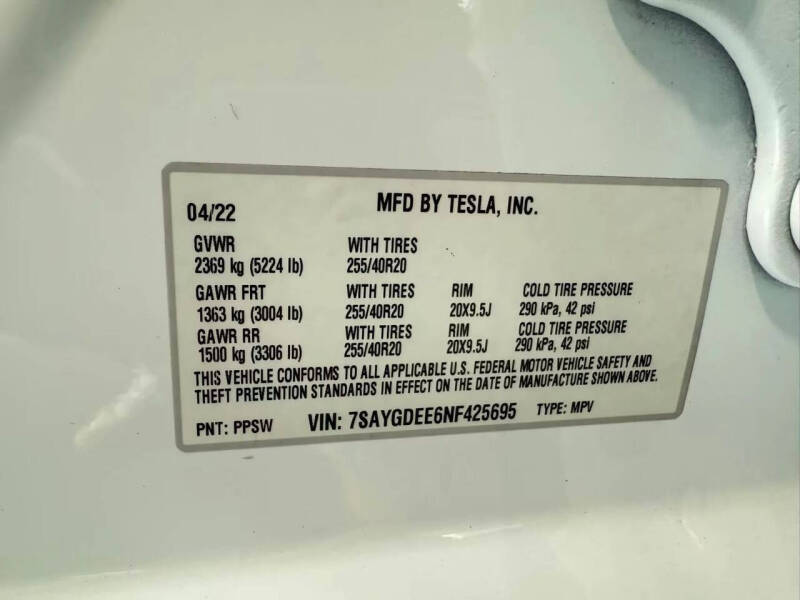 04/22 MFD BY TESLA, INC.
GVWR WITH TIRES
2369 kg (5224 lb) 255/40R20
GAWR FRT WITH TIRES RIM COLD TIRE PRESSURE
1363 kg (3004 lb) 255/40R20 20X9.5J 290 kPa, 42 psi
GAWR RR WITH TIRES RIM COLD TIRE PRESSURE
1500 kg (3306 lb) 255/40R20 20X9.5J 290 kPa, 42 psi
THIS VEHICLE CONFORMS TO ALL APPLICABLE U.S. FEDERAL MOTOR VEHICLE SAFETY AND
THEFT PREVENTION STANDARDS IN EFFECT ON THE DATE OF MANUFACTURE SHOWN ABOVE.
PNT: PPSW VIN: 7SAYGDEE6NF425695 TYPE: MPV